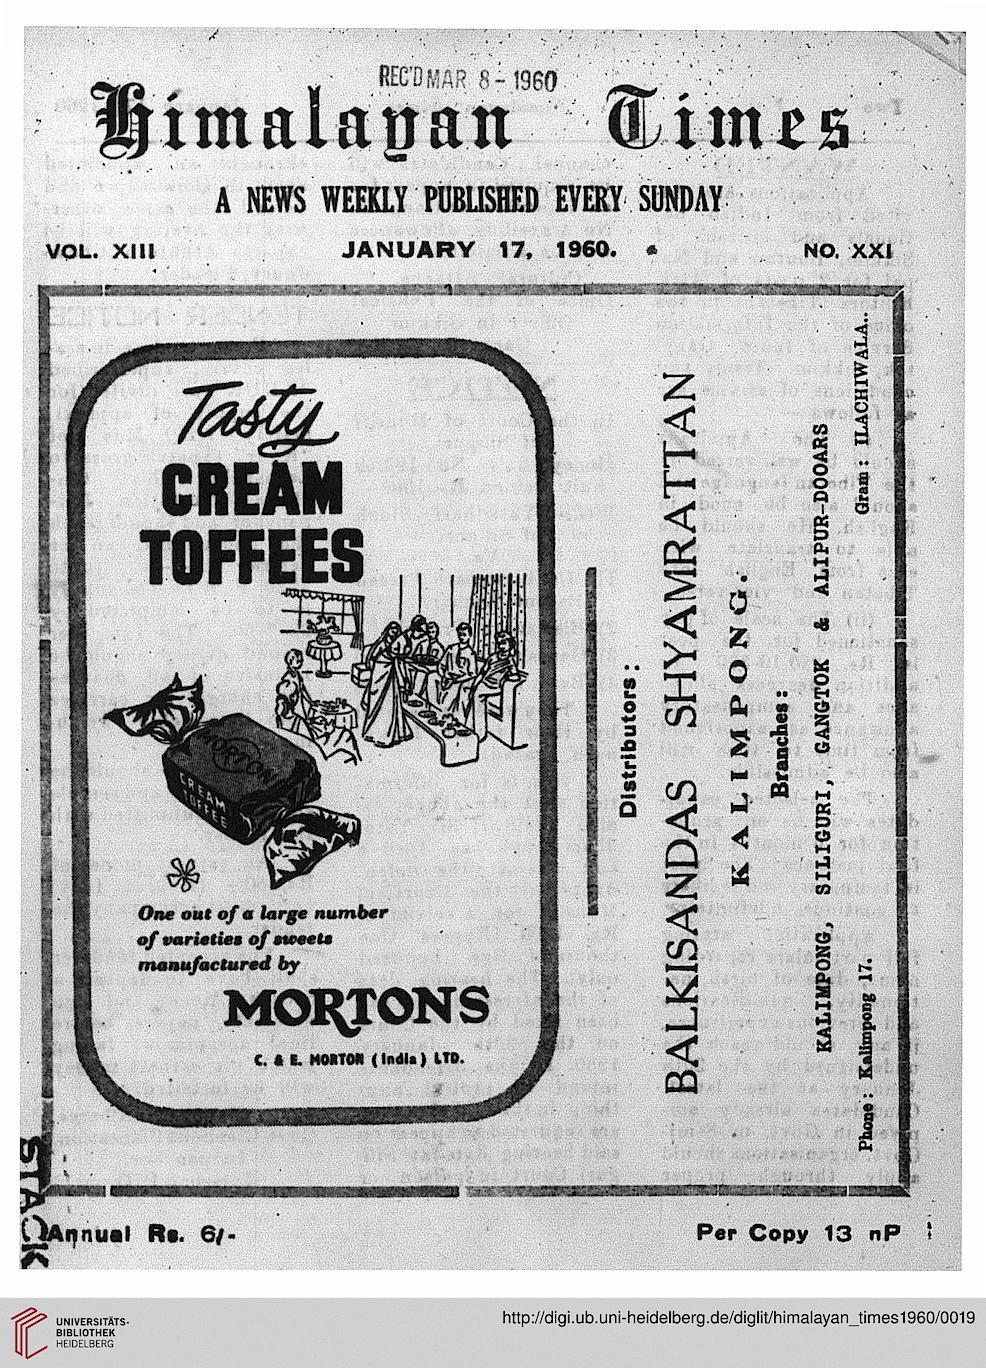 REC'D MAR 8 - 1960
Himalayan Times
A NEWS WEEKLY PUBLISHED EVERY SUNDAY
VOL. XIII JANUARY 17, 1960. NO. XXI
Tasty
CREAM
TOFFEES
MORTON
CREAM
TOFFEE
One out of a large number
of varieties of sweets
manufactured by
MORTONS
C. & E. MORTON (India) LTD.
Distributors:
BALKISANDAS SHYAMRATTAN
KALIMPONG.
Branches:
KALIMPONG, SILIGURI, GANGTOK & ALIPUR-DOOARS
Phone: Kalimpong 17. Gram: ILACHIWALA..
STACK
Annual Rs. 6/- Per Copy 13 nP
UNIVERSITÄTS-
BIBLIOTHEK
HEIDELBERG
http://digi.ub.uni-heidelberg.de/diglit/himalayan_times1960/0019